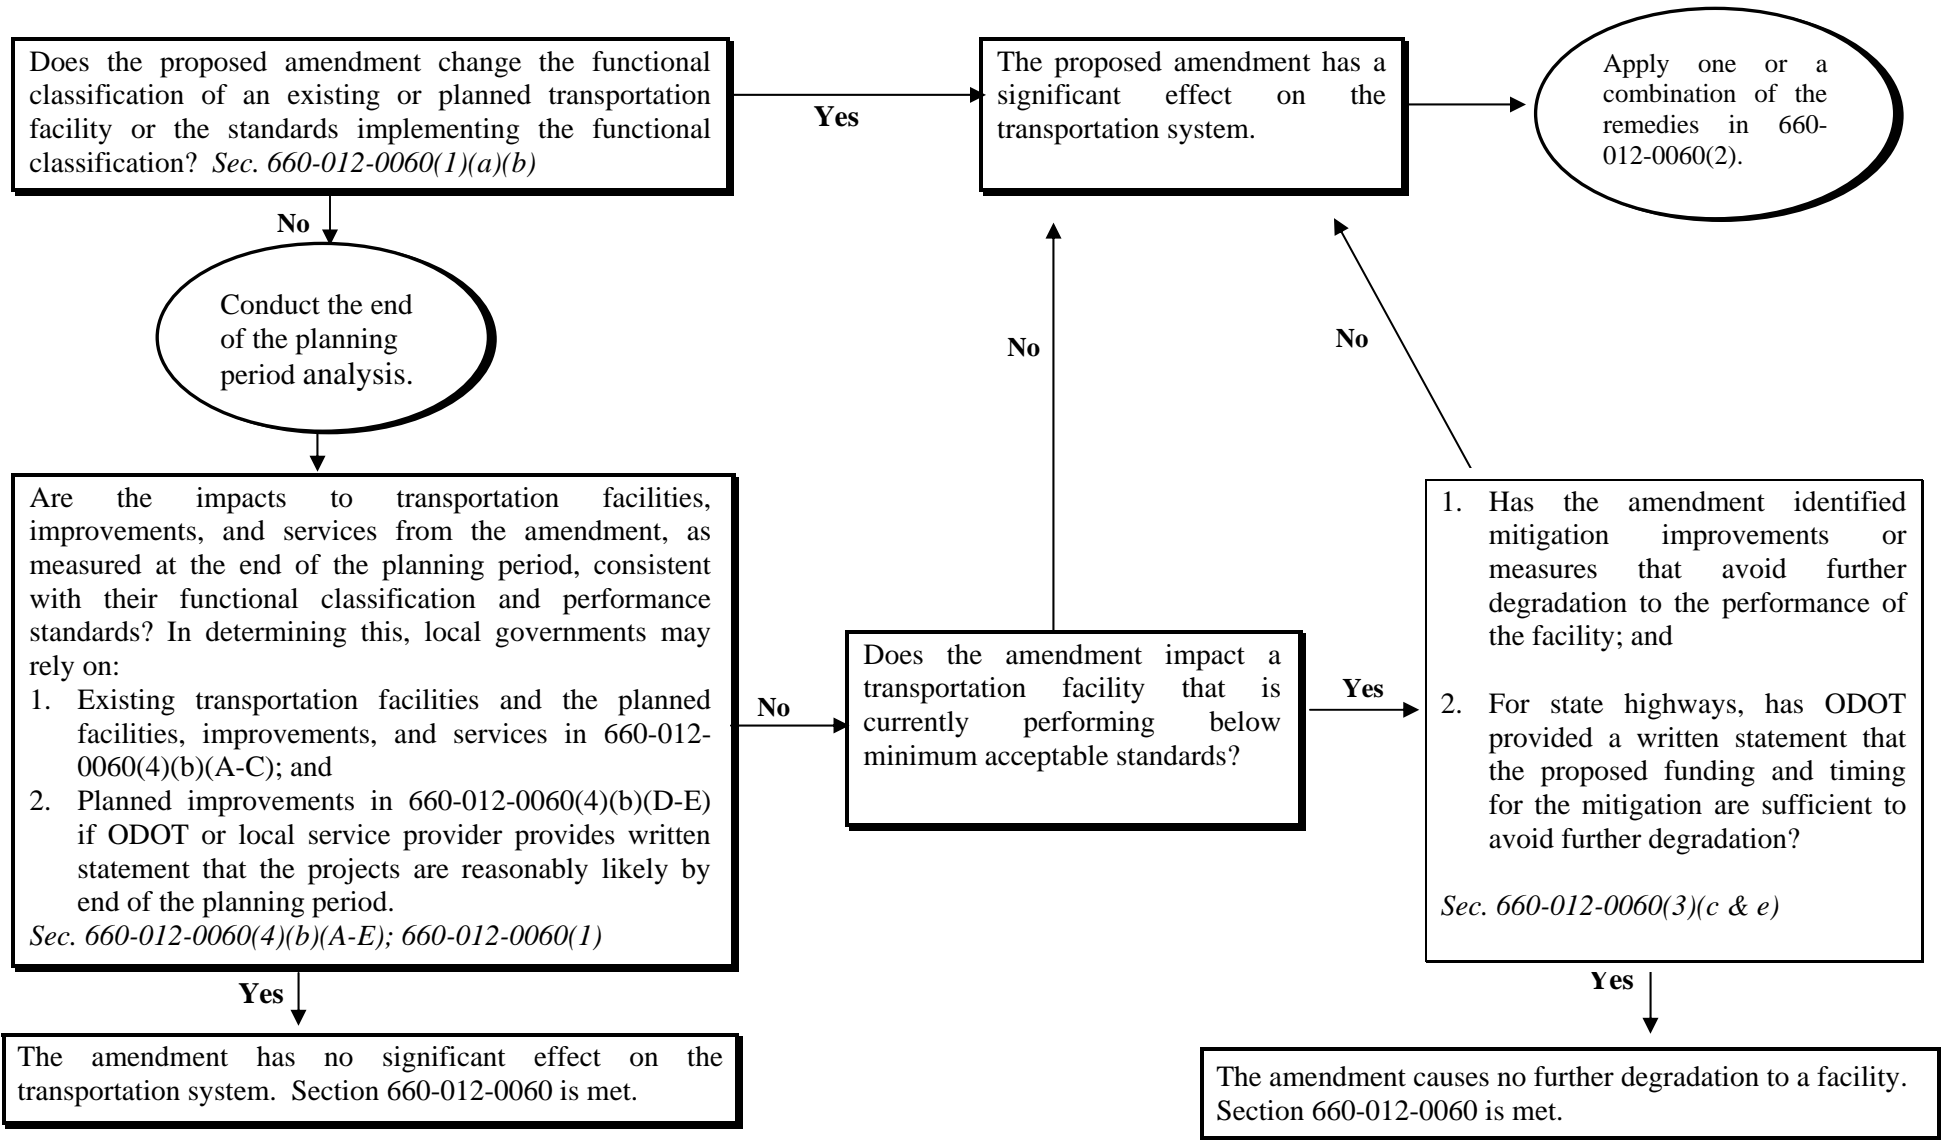 Does the proposed amendment change the functional
classification of an existing or planned transportation
facility or the standards implementing the functional
classification? Sec. 660-012-0060(1)(a)(b)
Yes
The proposed amendment has a
significant effect on the
transportation system.
Apply one or a
combination of the
remedies in 660-
012-0060(2).
No
Conduct the end
of the planning
period analysis.
No
No
Are the impacts to transportation facilities,
improvements, and services from the amendment, as
measured at the end of the planning period, consistent
with their functional classification and performance
standards? In determining this, local governments may
rely on:
1. Existing transportation facilities and the planned
facilities, improvements, and services in 660-012-
0060(4)(b)(A-C); and
2. Planned improvements in 660-012-0060(4)(b)(D-E)
if ODOT or local service provider provides written
statement that the projects are reasonably likely by
end of the planning period.
Sec. 660-012-0060(4)(b)(A-E); 660-012-0060(1)
No
Does the amendment impact a
transportation facility that is
currently performing below
minimum acceptable standards?
Yes
1. Has the amendment identified
mitigation improvements or
measures that avoid further
degradation to the performance of
the facility; and
2. For state highways, has ODOT
provided a written statement that
the proposed funding and timing
for the mitigation are sufficient to
avoid further degradation?
Sec. 660-012-0060(3)(c & e)
Yes
The amendment has no significant effect on the
transportation system. Section 660-012-0060 is met.
Yes
The amendment causes no further degradation to a facility.
Section 660-012-0060 is met.